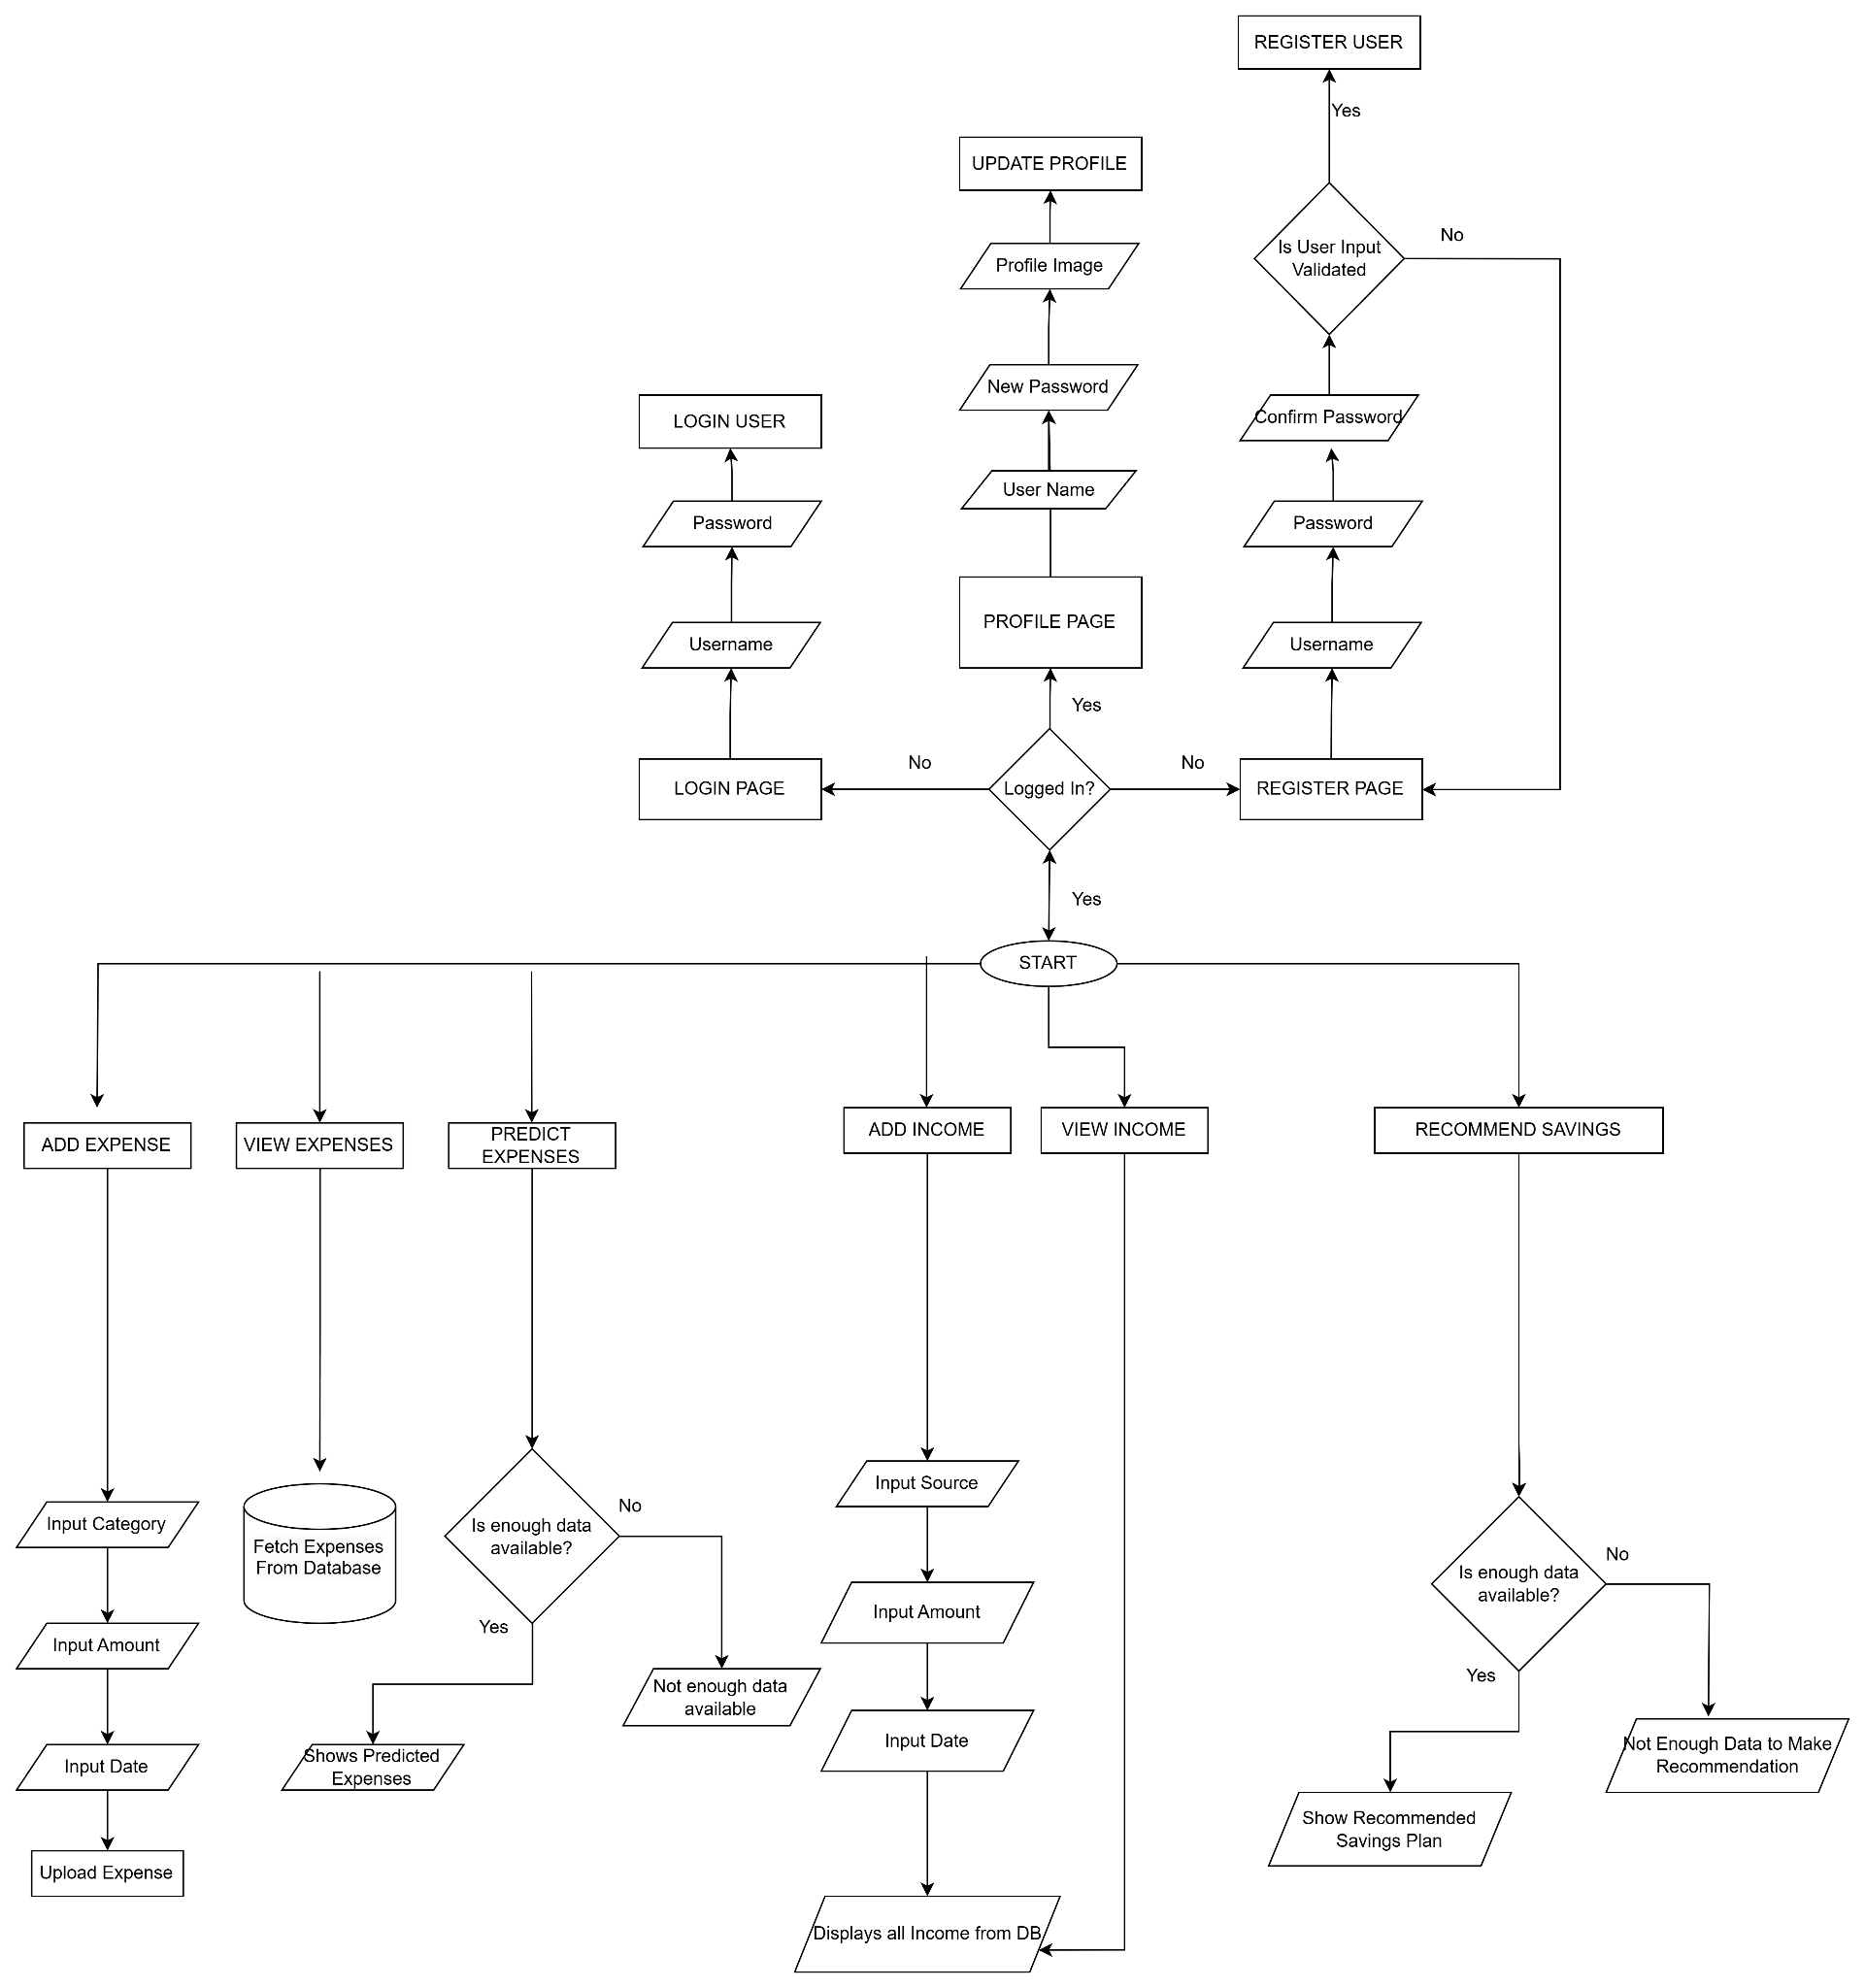 REGISTER USER
Yes
UPDATE PROFILE
Is User Input
Validated
No
Profile Image
New Password
Confirm Password
LOGIN USER
User Name
Password
Password
PROFILE PAGE
Username
Username
Yes
No
No
LOGIN PAGE
Logged In?
REGISTER PAGE
Yes
START
ADD EXPENSE
VIEW EXPENSES
PREDICT
EXPENSES
ADD INCOME
VIEW INCOME
RECOMMEND SAVINGS
Input Source
No
Input Category
Is enough data
available?
Fetch Expenses
From Database
No
Is enough data
available?
Input Amount
Yes
Input Amount
Yes
Not enough data
available
Input Date
Not Enough Data to Make
Recommendation
Shows Predicted
Expenses
Input Date
Show Recommended
Savings Plan
Upload Expense
Displays all Income from DB